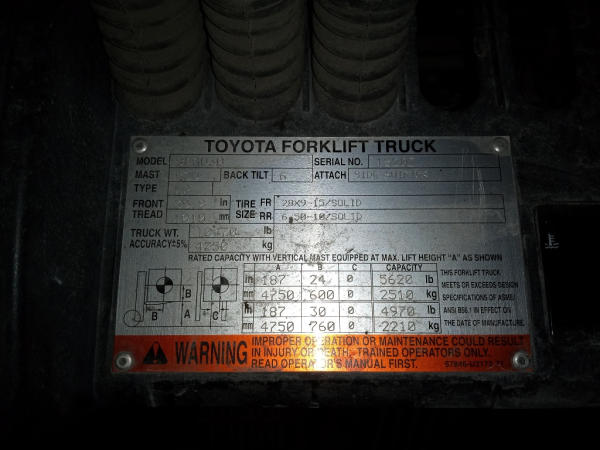 TOYOTA FORKLIFT TRUCK
MODEL SERIAL NO.
MAST BACK TILT 6 ATTACH SIDE
TYPE
FRONT in TIRE FR 28X9-15/SOLID
TREAD mm SIZE RR 6.50-10/SOLID
TRUCK WT. lb
ACCURACY±5% kg
RATED CAPACITY WITH VERTICAL MAST EQUIPPED AT MAX. LIFT HEIGHT "A" AS SHOWN
A B C CAPACITY
in 187 24 0 5620 lb
mm 4750 600 0 2510 kg
in 187 30 0 4970 lb
mm 4750 760 0 2210 kg
B
A
B C
THIS FORKLIFT TRUCK
MEETS OR EXCEEDS DESIGN
SPECIFICATIONS OF ASME/
ANSI B56.1 IN EFFECT ON
THE DATE OF MANUFACTURE.
WARNING
IMPROPER OPERATION OR MAINTENANCE COULD RESULT
IN INJURY OR DEATH. TRAINED OPERATORS ONLY.
READ OPERATOR'S MANUAL FIRST.